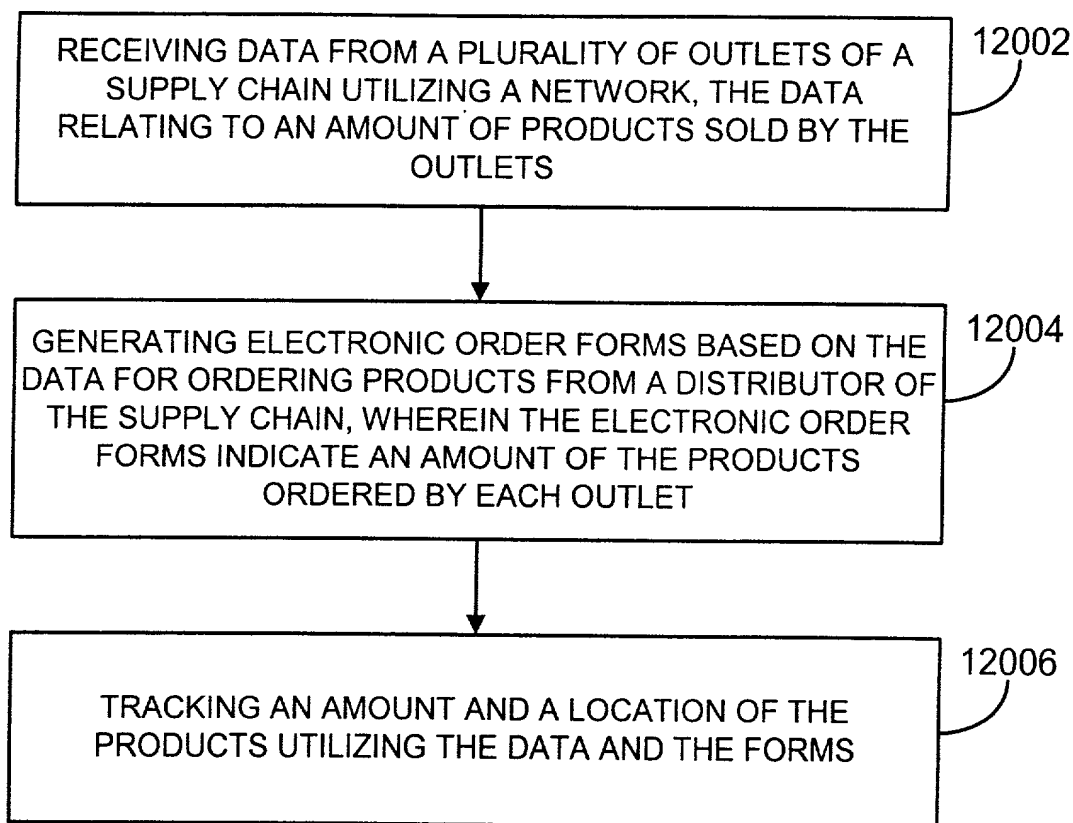 RECEIVING DATA FROM A PLURALITY OF OUTLETS OF A
SUPPLY CHAIN UTILIZING A NETWORK, THE DATA
RELATING TO AN AMOUNT OF PRODUCTS SOLD BY THE
OUTLETS
12002
GENERATING ELECTRONIC ORDER FORMS BASED ON THE
DATA FOR ORDERING PRODUCTS FROM A DISTRIBUTOR OF
THE SUPPLY CHAIN, WHEREIN THE ELECTRONIC ORDER
FORMS INDICATE AN AMOUNT OF THE PRODUCTS
ORDERED BY EACH OUTLET
12004
TRACKING AN AMOUNT AND A LOCATION OF THE
PRODUCTS UTILIZING THE DATA AND THE FORMS
12006